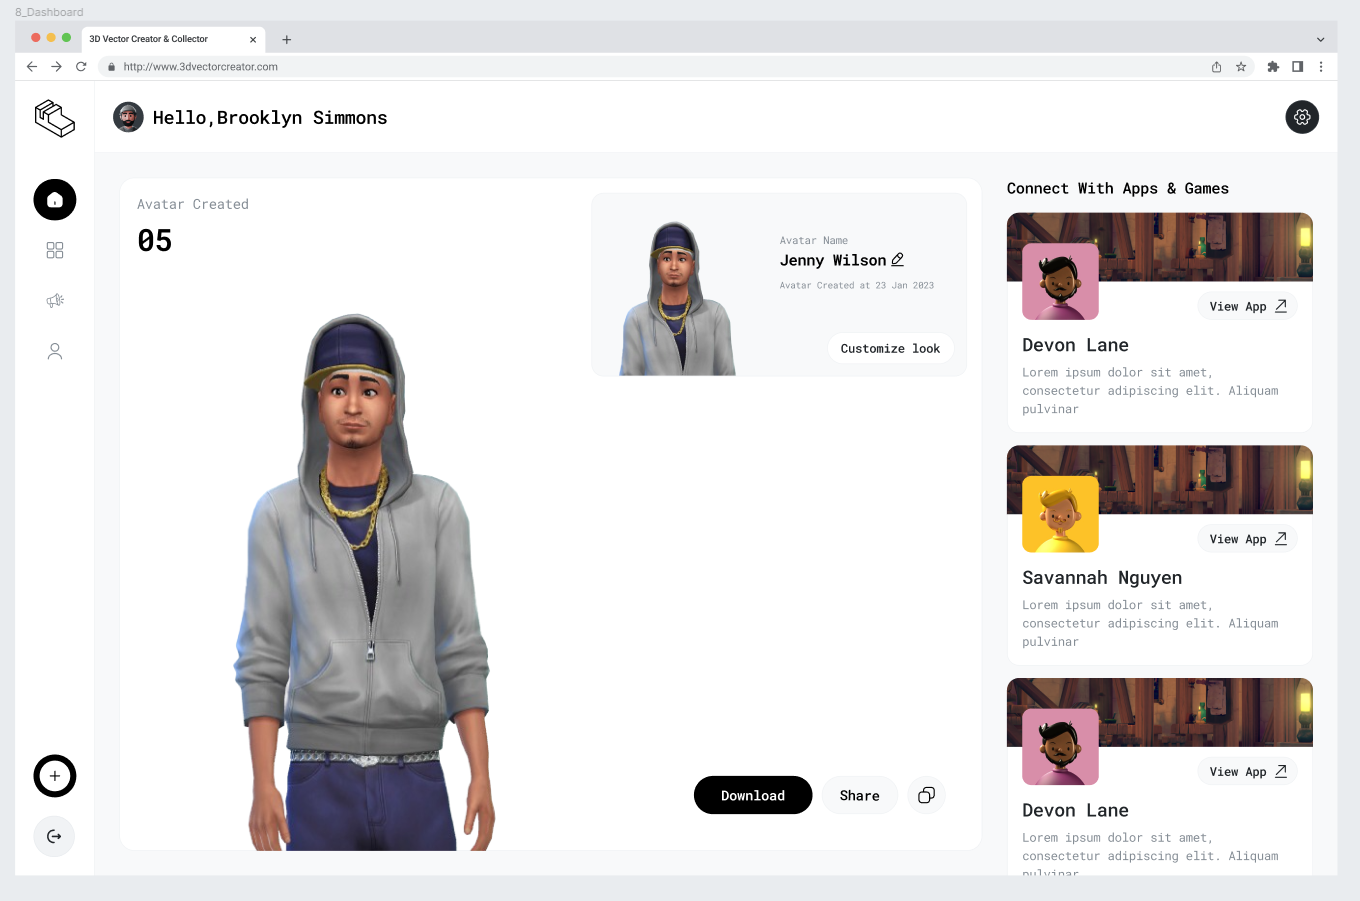 8_Dashboard
3D Vector Creator & Collector
http://www.3dvectorcreator.com
Hello,Brooklyn Simmons
Avatar Created
05
Avatar Name
Jenny Wilson
Avatar Created at 23 Jan 2023
Customize look
Download
Share
Connect With Apps & Games
View App
Devon Lane
Lorem ipsum dolor sit amet,
consectetur adipiscing elit. Aliquam
pulvinar
View App
Savannah Nguyen
Lorem ipsum dolor sit amet,
consectetur adipiscing elit. Aliquam
pulvinar
View App
Devon Lane
Lorem ipsum dolor sit amet,
consectetur adipiscing elit. Aliquam
pulvinar